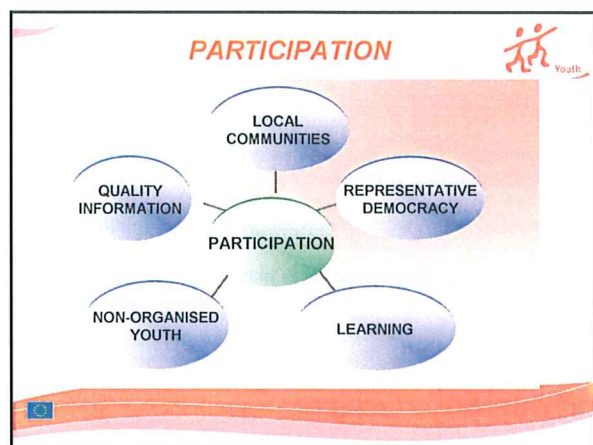 PARTICIPATION
Youth
LOCAL
COMMUNITIES
QUALITY
INFORMATION
REPRESENTATIVE
DEMOCRACY
PARTICIPATION
NON-ORGANISED
YOUTH
LEARNING